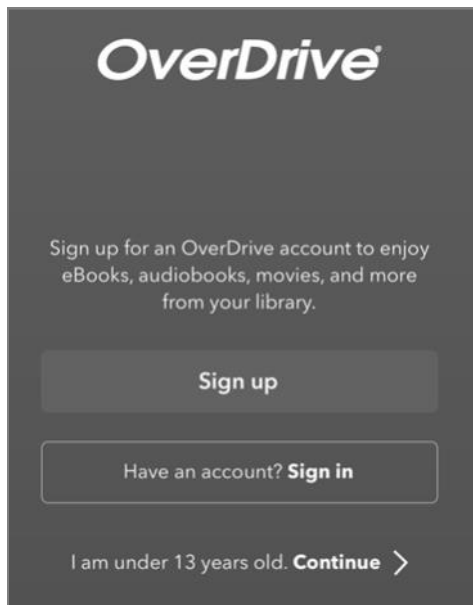 OverDrive®
Sign up for an OverDrive account to enjoy
eBooks, audiobooks, movies, and more
from your library.
Sign up
Have an account? Sign in
I am under 13 years old. Continue >